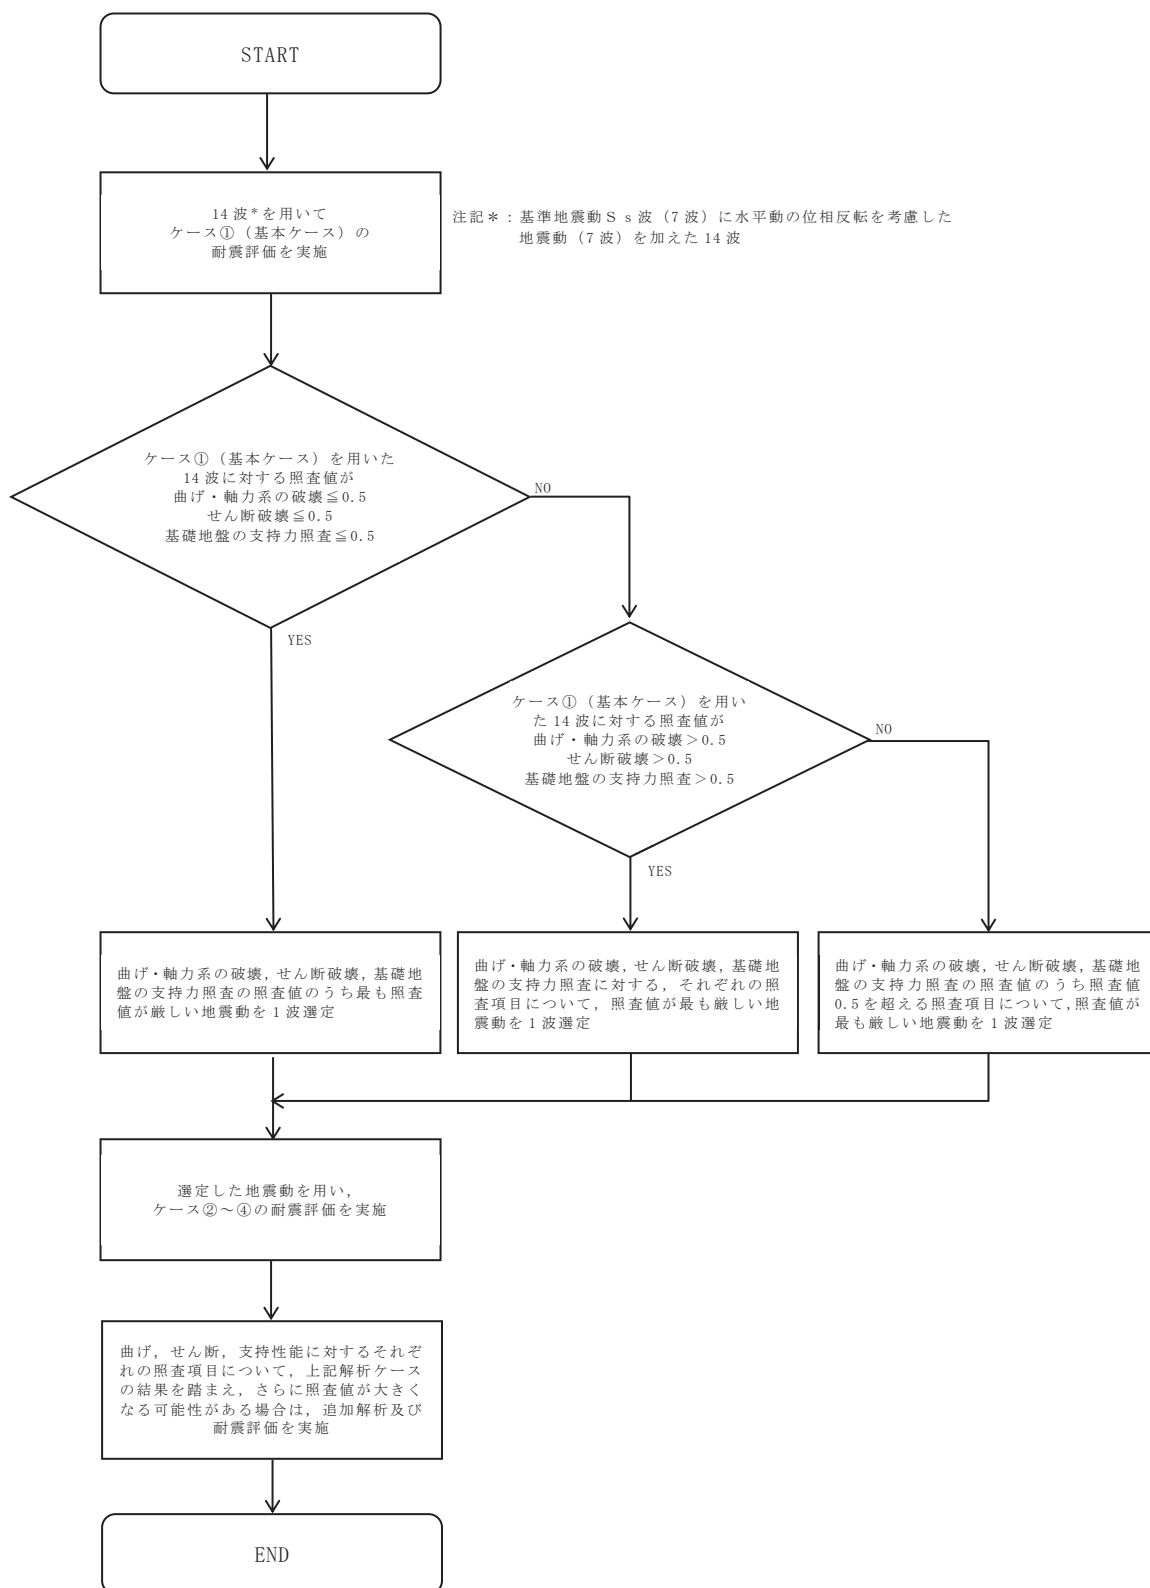 START
14波*を用いて
ケース①（基本ケース）の
耐震評価を実施
注記＊：基準地震動Ｓｓ波（7波）に水平動の位相反転を考慮した
地震動（7波）を加えた14波
ケース①（基本ケース）を用いた
14波に対する照査値が
曲げ・軸力系の破壊≦0.5
せん断破壊≦0.5
基礎地盤の支持力照査≦0.5
NO
YES
ケース①（基本ケース）を用い
た14波に対する照査値が
曲げ・軸力系の破壊＞0.5
せん断破壊＞0.5
基礎地盤の支持力照査＞0.5
NO
YES
曲げ・軸力系の破壊，せん断破壊，基礎地
盤の支持力照査の照査値のうち最も照査
値が厳しい地震動を1波選定
曲げ・軸力系の破壊，せん断破壊，基礎地
盤の支持力照査に対する，それぞれの照
査項目について，照査値が最も厳しい地
震動を1波選定
曲げ・軸力系の破壊，せん断破壊，基礎地
盤の支持力照査の照査値のうち照査値
0.5を超える照査項目について，照査値が
最も厳しい地震動を1波選定
選定した地震動を用い，
ケース②～④の耐震評価を実施
曲げ，せん断，支持性能に対するそれぞ
れの照査項目について，上記解析ケース
の結果を踏まえ，さらに照査値が大きく
なる可能性がある場合は，追加解析及び
耐震評価を実施
END